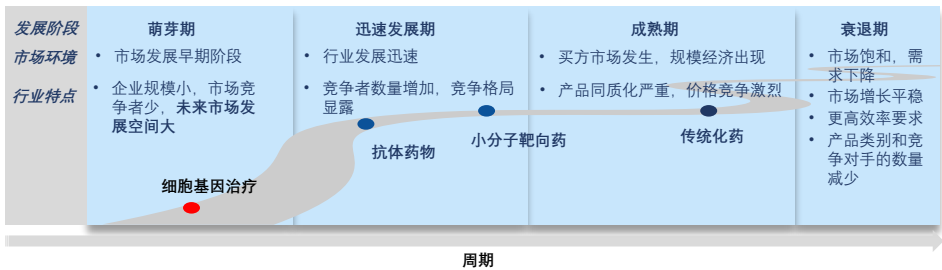 发展阶段
萌芽期
迅速发展期
成熟期
衰退期
市场环境
• 市场发展早期阶段
• 行业发展迅速
• 买方市场发生，规模经济出现
• 市场饱和，需
求下降
行业特点
• 企业规模小，市场竞
争者少，未来市场发
展空间大
• 竞争者数量增加，竞争格局
显露
• 产品同质化严重，价格竞争激烈
• 市场增长平稳
• 更高效率要求
• 产品类别和竞
争对手的数量
减少
细胞基因治疗
抗体药物
小分子靶向药
传统化药
周期